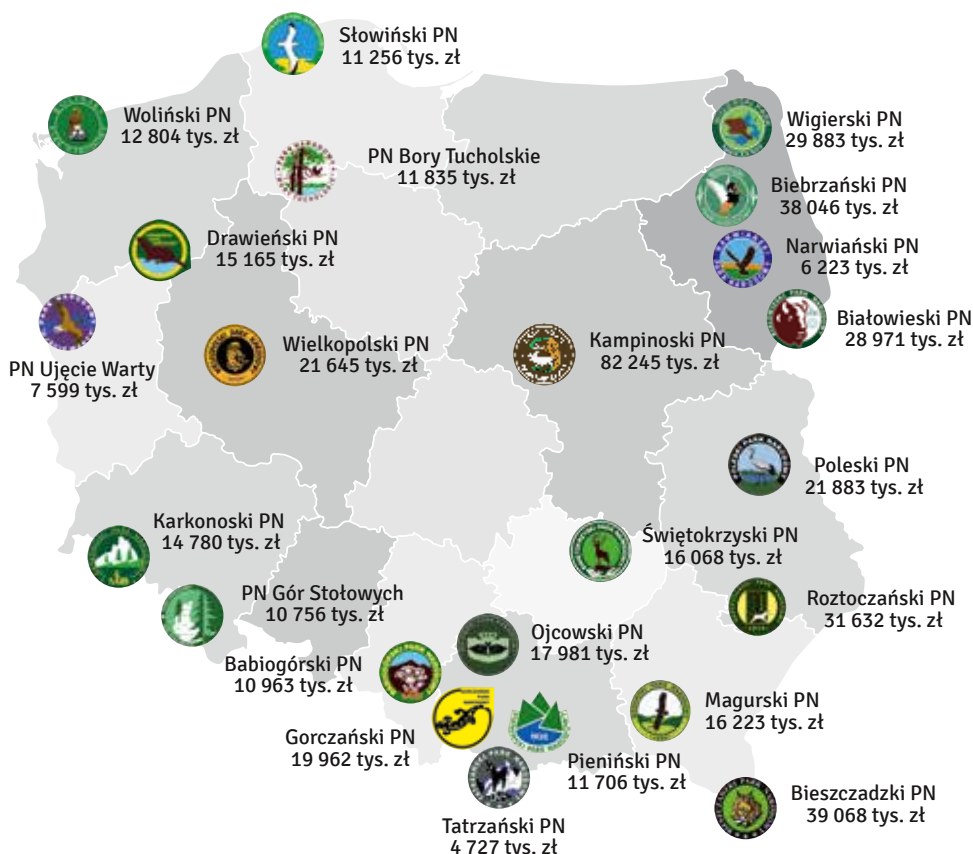 Słowiński PN
11 256 tys. zł
Woliński PN
12 804 tys. zł
Wigierski PN
29 883 tys. zł
PN Bory Tucholskie
11 835 tys. zł
Biebrzański PN
38 046 tys. zł
Drawieński PN
15 165 tys. zł
Narwiański PN
6 223 tys. zł
Białowieski PN
28 971 tys. zł
PN Ujęcie Warty
7 599 tys. zł
Wielkopolski PN
21 645 tys. zł
Kampinoski PN
82 245 tys. zł
Poleski PN
21 883 tys. zł
Karkonoski PN
14 780 tys. zł
Świętokrzyski PN
16 068 tys. zł
PN Gór Stołowych
10 756 tys. zł
Roztoczański PN
31 632 tys. zł
Ojcowski PN
17 981 tys. zł
Babiogórski PN
10 963 tys. zł
Magurski PN
16 223 tys. zł
Gorczański PN
19 962 tys. zł
Pieniński PN
11 706 tys. zł
Bieszczadzki PN
39 068 tys. zł
Tatrzański PN
4 727 tys. zł